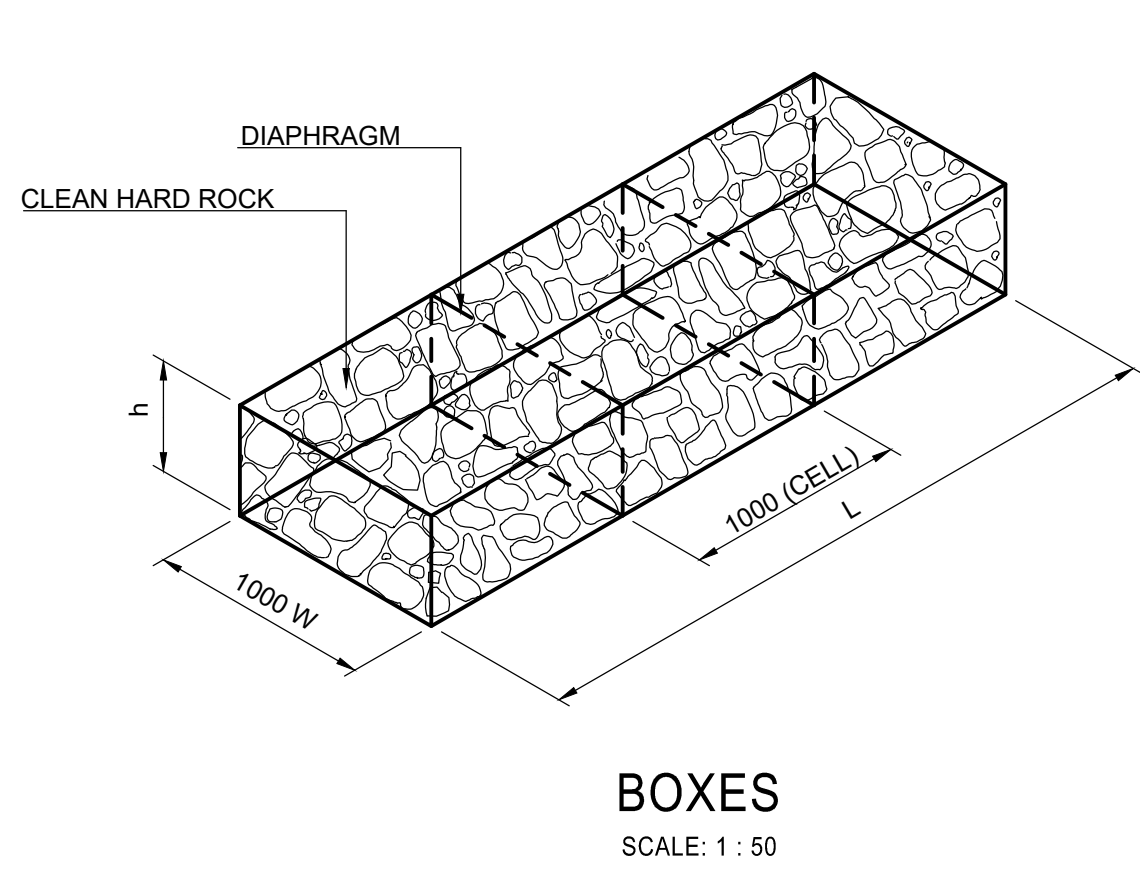 DIAPHRAGM
CLEAN HARD ROCK
h
1000 (CELL)
L
1000 W
BOXES
SCALE: 1 : 50